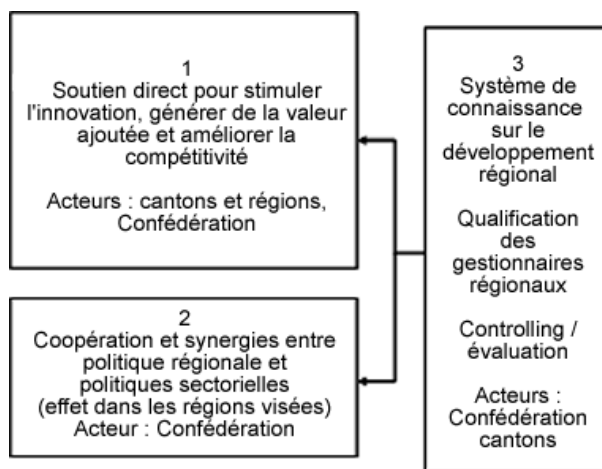 1
Soutien direct pour stimuler
l'innovation, générer de la valeur
ajoutée et améliorer la
compétitivité
Acteurs : cantons et régions,
Confédération
2
Coopération et synergies entre
politique régionale et
politiques sectorielles
(effet dans les régions visées)
Acteur : Confédération
3
Système de
connaissance
sur le
développement
régional
Qualification
des
gestionnaires
régionaux
Controlling /
évaluation
Acteurs :
Confédération
cantons